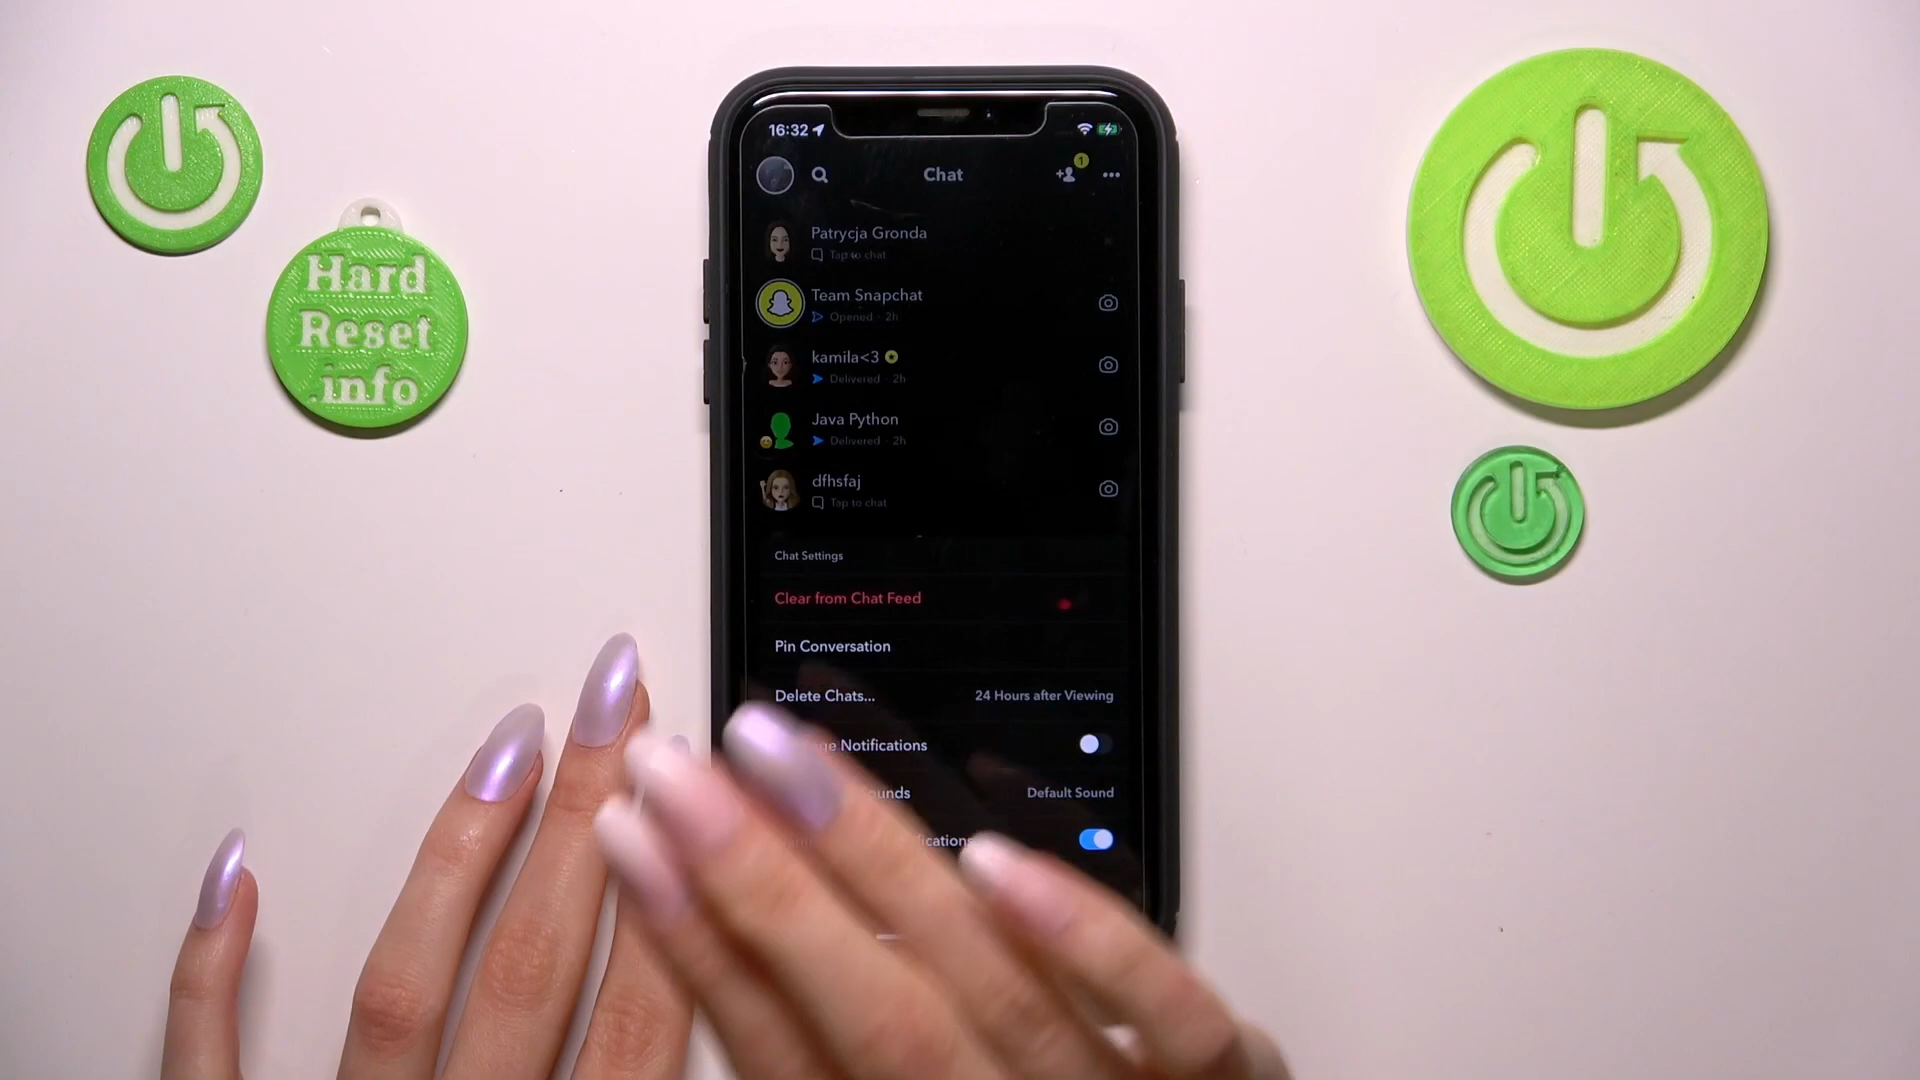 Hard
Reset
.info
16:32
Chat
1
Patrycja Gronda
Tap to chat
Team Snapchat
Opened · 2h
kamila<3
Delivered · 2h
Java Python
Delivered · 2h
dfhsfaj
Tap to chat
Chat Settings
Clear from Chat Feed
Pin Conversation
Delete Chats... 24 Hours after Viewing
Notifications
Default Sound